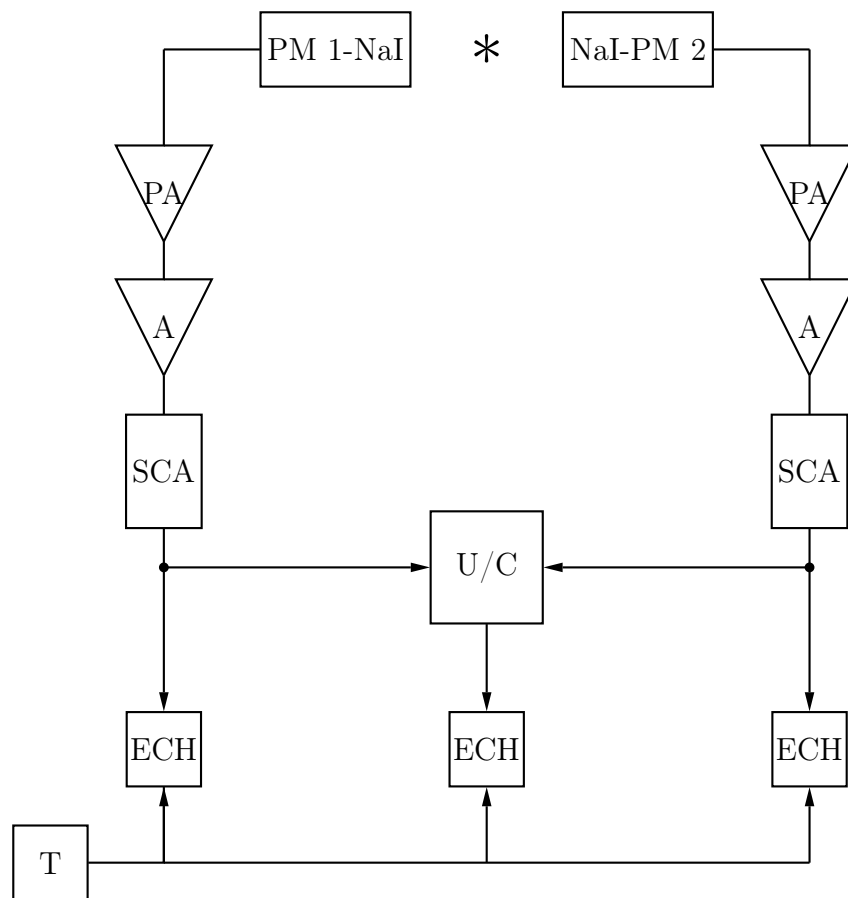 PM 1-NaI * NaI-PM 2
PA PA
A A
SCA SCA
U/C
ECH ECH ECH
T